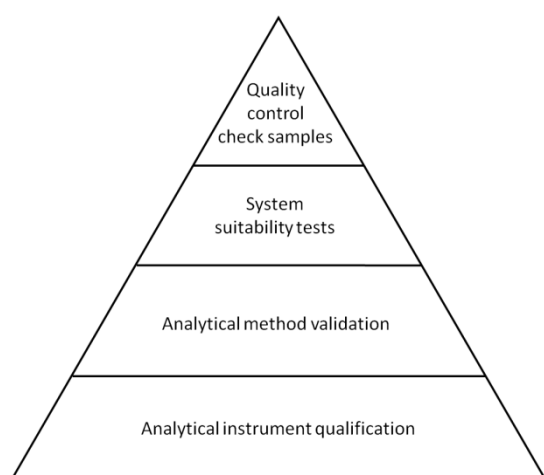 Quality
control
check samples
System
suitability tests
Analytical method validation
Analytical instrument qualification